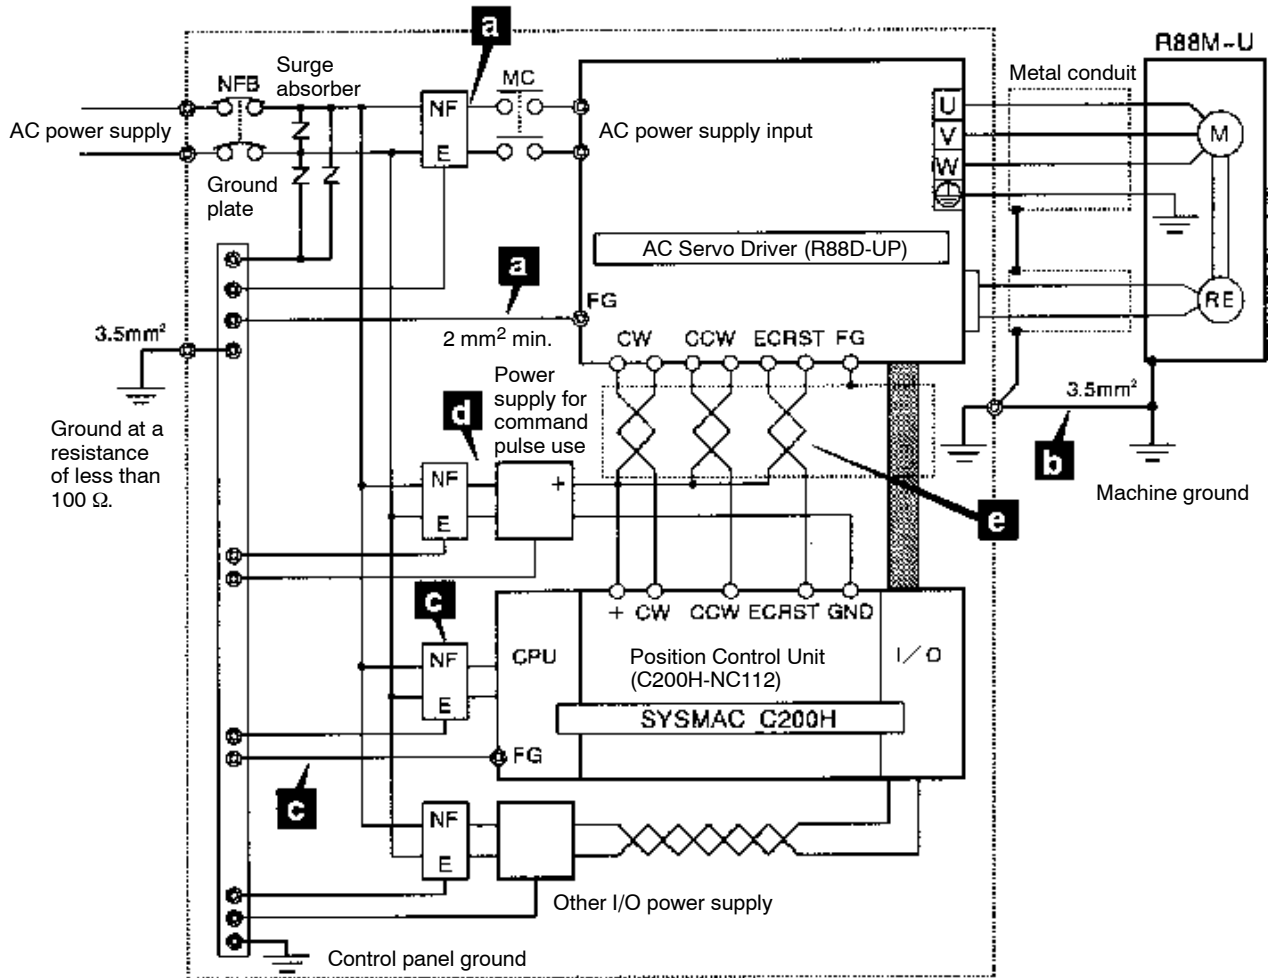 a
R88M-U
NFB
Surge
absorber
MC
Metal conduit
NF
E
AC power supply
AC power supply input
U
V
W
M
Ground
plate
AC Servo Driver (R88D-UP)
a
FG
RE
3.5mm²
2 mm² min.
CW
CCW
ECRST
FG
Ground at a
resistance
of less than
100 Ω.
d
Power
supply for
command
pulse use
3.5mm²
b
Machine ground
NF
E
+
e
c
+
CW
CCW
ECRST
GND
NF
E
CPU
Position Control Unit
(C200H-NC112)
I/O
SYSMAC C200H
FG
c
NF
E
Other I/O power supply
Control panel ground